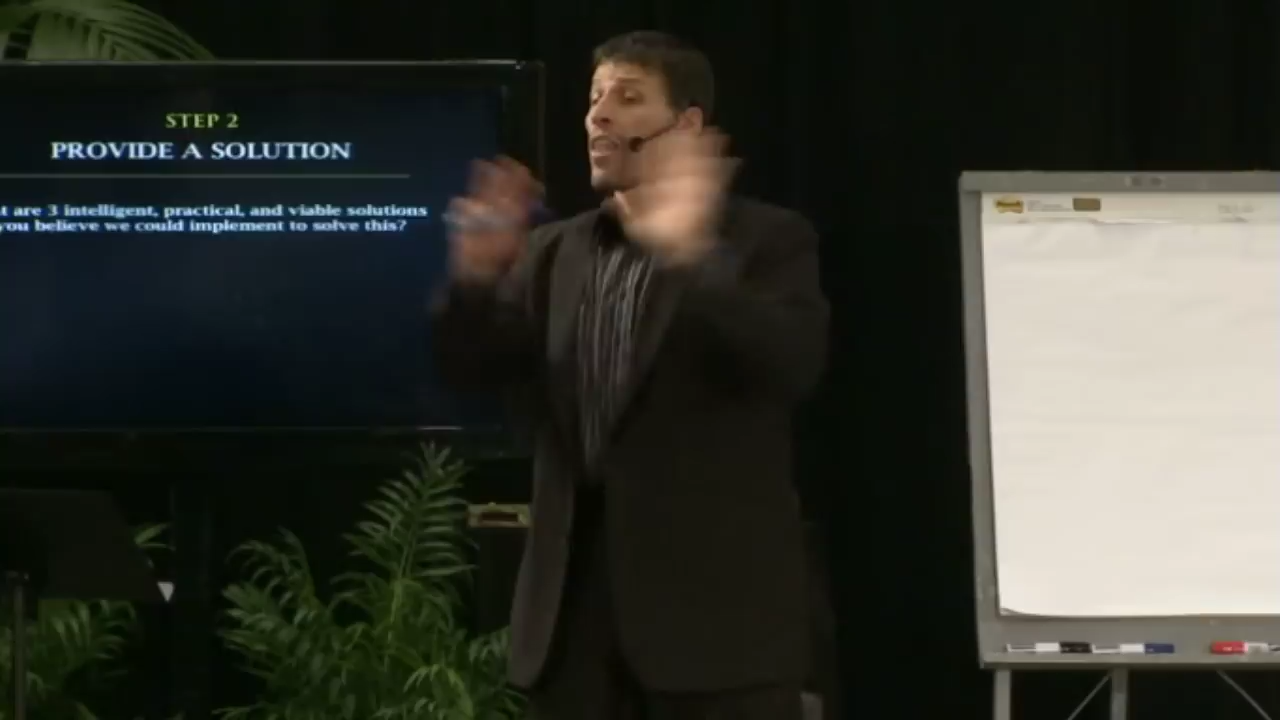 STEP 2
PROVIDE A SOLUTION
are 3 intelligent, practical, and viable solutions
you believe we could implement to solve this?